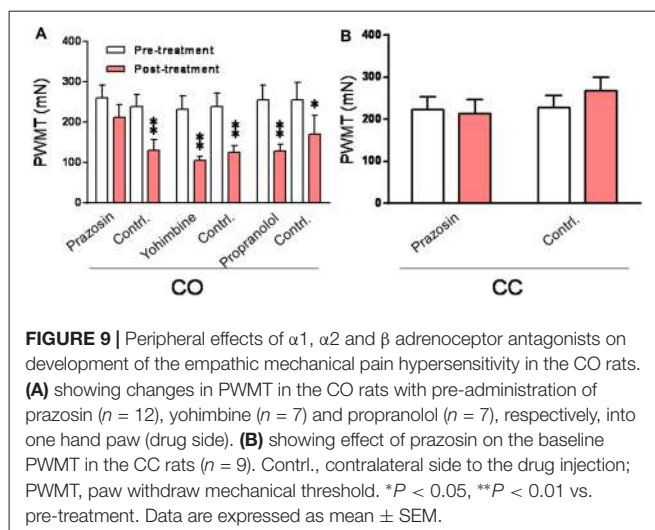 A
B
Pre-treatment
Post-treatment
PWMT (mN)
400
300
200
100
0
**
**
**
**
*
Prazosin
Contrl.
Yohimbine
Contrl.
Propranolol
Contrl.
CO
PWMT (mN)
400
300
200
100
0
Prazosin
Contrl.
CC
FIGURE 9 | Peripheral effects of α1, α2 and β adrenoceptor antagonists on
development of the empathic mechanical pain hypersensitivity in the CO rats.
(A) showing changes in PWMT in the CO rats with pre-administration of
prazosin (n = 12), yohimbine (n = 7) and propranolol (n = 7), respectively, into
one hand paw (drug side). (B) showing effect of prazosin on the baseline
PWMT in the CC rats (n = 9). Contrl., contralateral side to the drug injection;
PWMT, paw withdraw mechanical threshold. *P < 0.05, **P < 0.01 vs.
pre-treatment. Data are expressed as mean ± SEM.